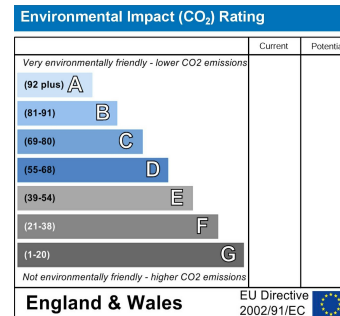 Environmental Impact (CO₂) Rating
Current Potentia
Very environmentally friendly - lower CO2 emissions
(92 plus) A
(81-91) B
(69-80) C
(55-68) D
(39-54) E
(21-38) F
(1-20) G
Not environmentally friendly - higher CO2 emissions
England & Wales
EU Directive
2002/91/EC